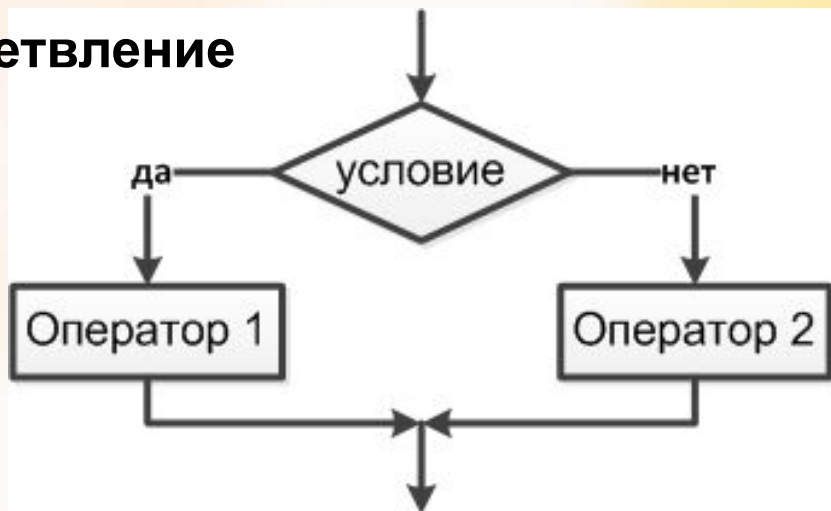 етвление
условие
да
нет
Оператор 1
Оператор 2